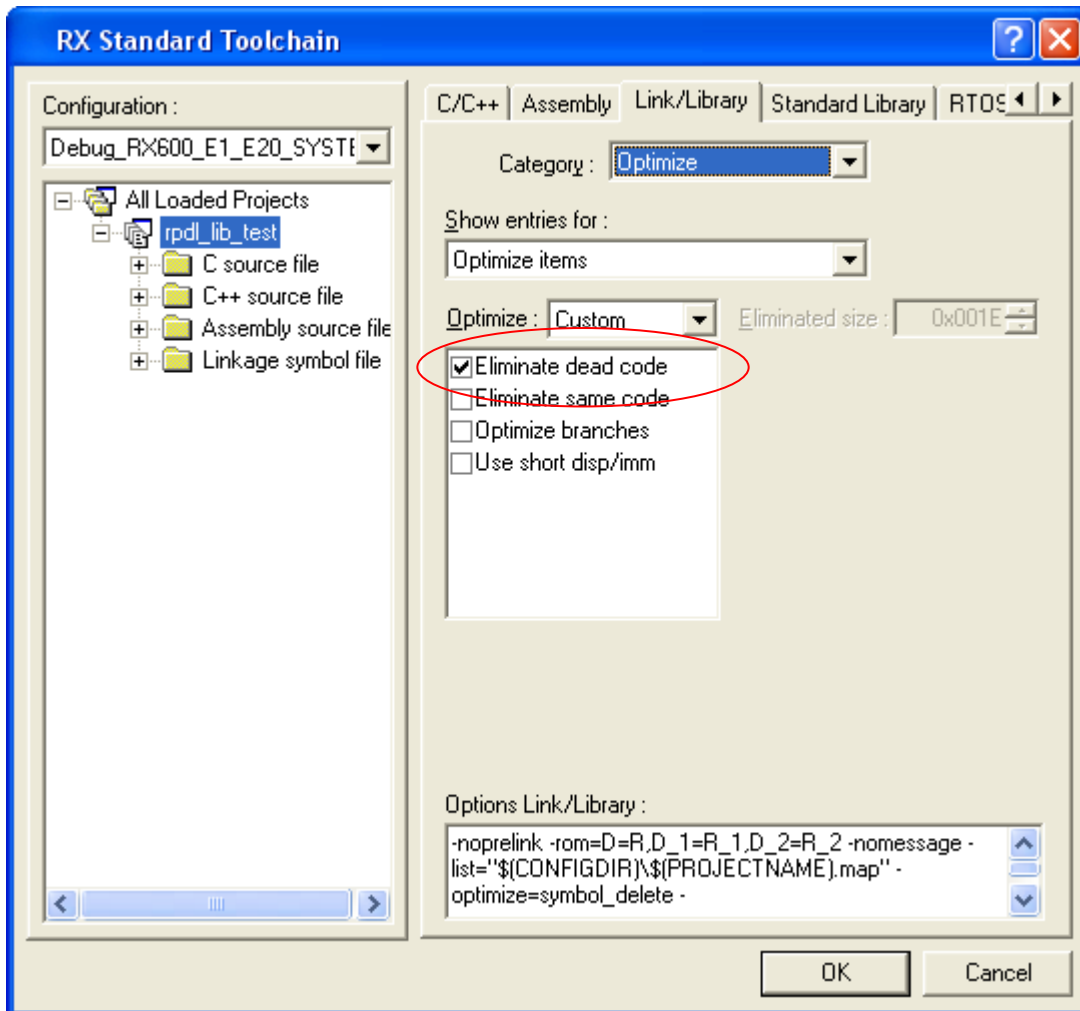 RX Standard Toolchain
Configuration :
Debug_RX600_E1_E20_SYSTE
All Loaded Projects
rpdl_lib_test
C source file
C++ source file
Assembly source file
Linkage symbol file
C/C++ Assembly Link/Library Standard Library RTOS
Category : Optimize
Show entries for :
Optimize items
Optimize : Custom Eliminated size : 0x001E
Eliminate dead code
Eliminate same code
Optimize branches
Use short disp/imm
Options Link/Library :
-noprelink -rom=D=R,D_1=R_1,D_2=R_2 -nomessage -
list="$(CONFIGDIR)\$(PROJECTNAME).map" -
optimize=symbol_delete -
OK Cancel